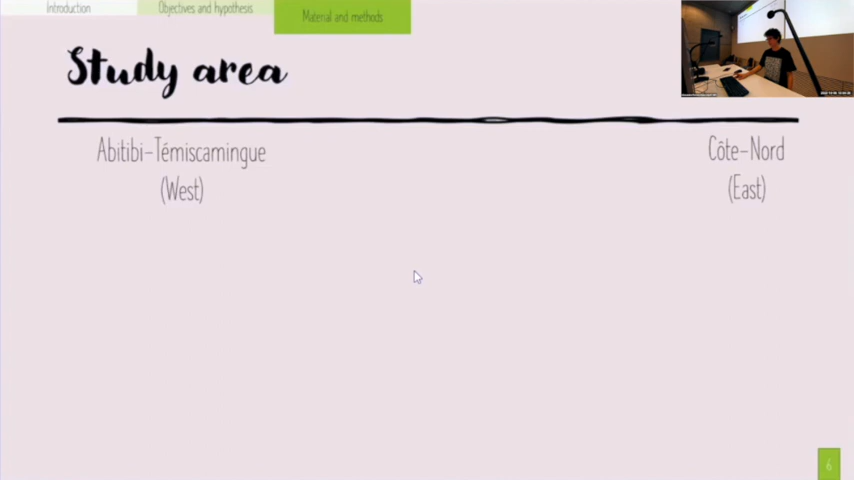 Introduction
Objectives and hypothesis
Material and methods
Study area
Abitibi-Témiscamingue
(West)
Côte-Nord
(East)
6